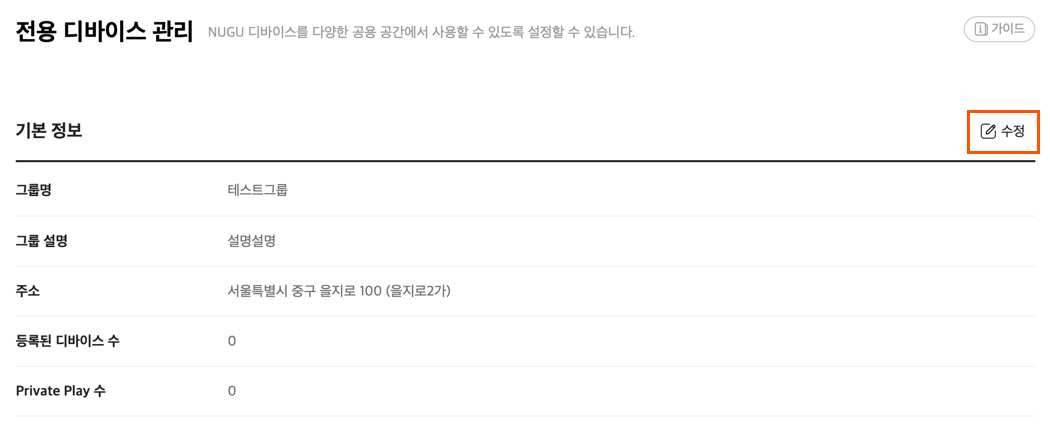 전용 디바이스 관리 NUGU 디바이스를 다양한 공용 공간에서 사용할 수 있도록 설정할 수 있습니다. 가이드
기본 정보 수정
그룹명 테스트그룹
그룹 설명 설명설명
주소 서울특별시 중구 을지로 100 (을지로2가)
등록된 디바이스 수 0
Private Play 수 0